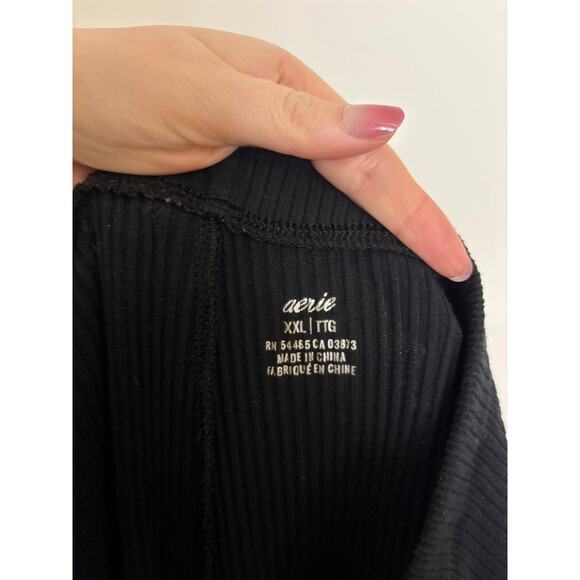 aerie
XXL | TTG
RN 54485 CA 03873
MADE IN CHINA
FABRIQUÉ EN CHINE